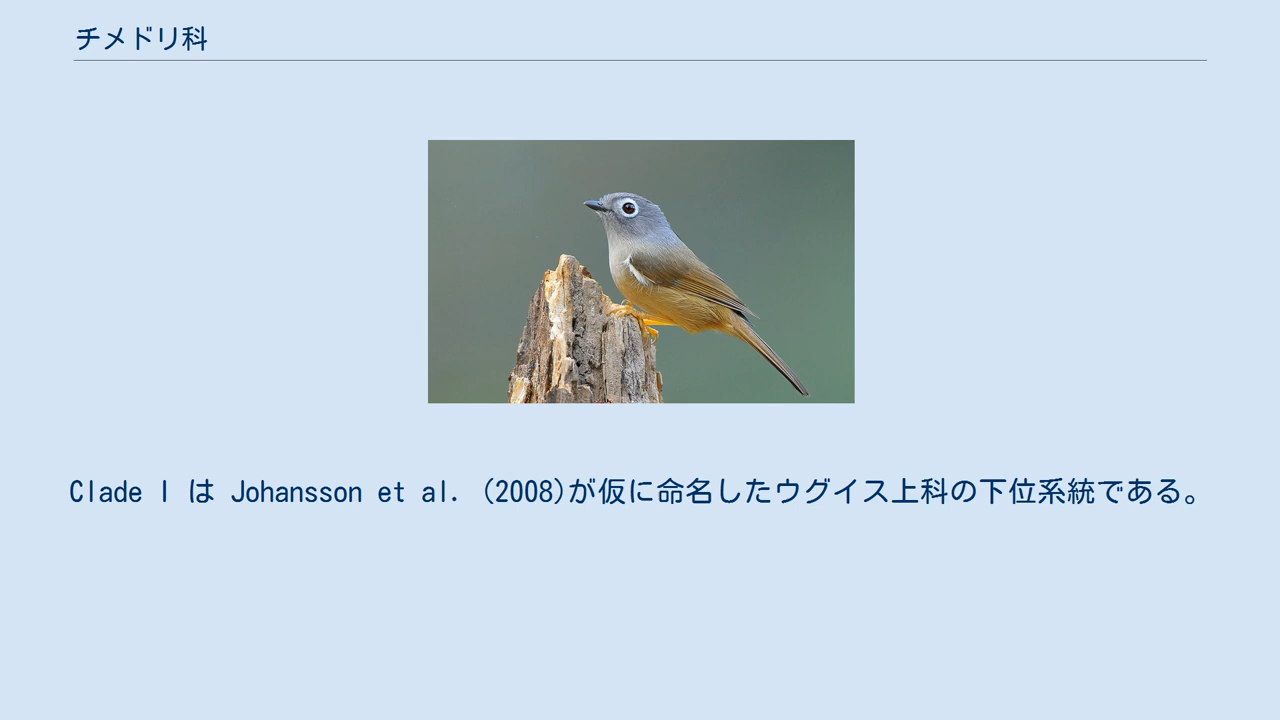 チメドリ科
Clade I は Johansson et al. (2008)が仮に命名したウグイス上科の下位系統である。